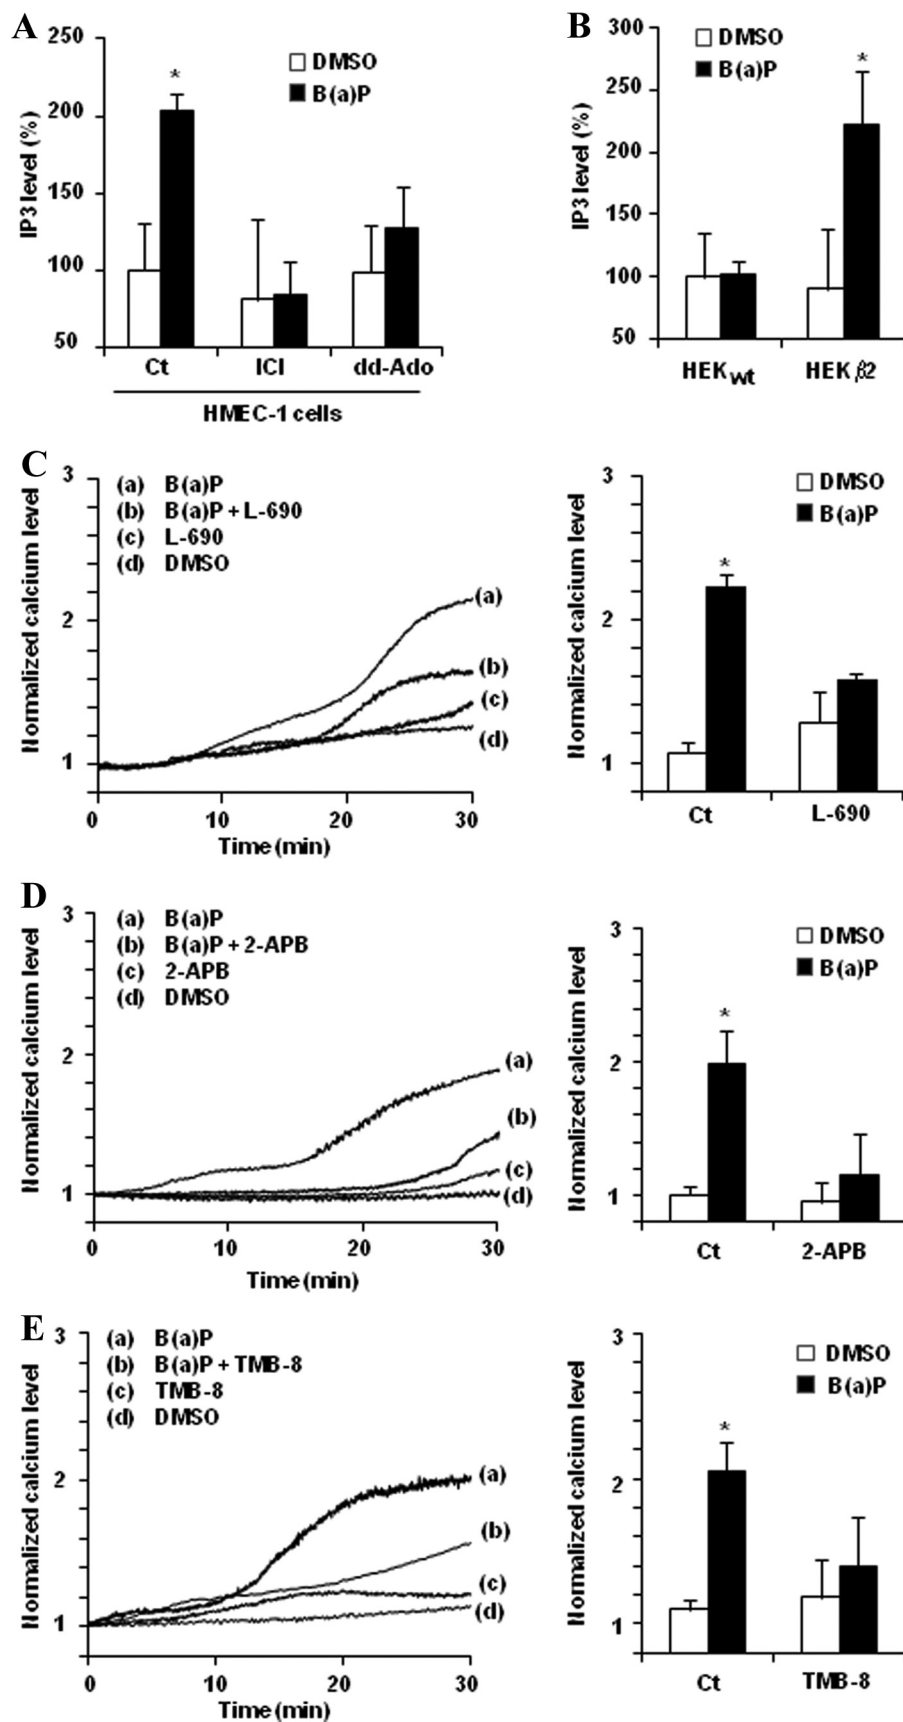 A
250
200
150
100
50
IP3 level (%)
DMSO
B(a)P
*
Ct
ICI
dd-Ado
HMEC-1 cells
B
300
250
200
150
100
50
IP3 level (%)
DMSO
B(a)P
*
HEKwt
HEKβ2
C
3
2
1
Normalized calcium level
(a) B(a)P
(b) B(a)P + L-690
(c) L-690
(d) DMSO
(a)
(b)
(c)
(d)
0 10 20 30
Time (min)
3
2
1
Normalized calcium level
DMSO
B(a)P
*
Ct
L-690
D
3
2
1
Normalized calcium level
(a) B(a)P
(b) B(a)P + 2-APB
(c) 2-APB
(d) DMSO
(a)
(b)
(c)
(d)
0 10 20 30
Time (min)
3
2
1
Normalized calcium level
DMSO
B(a)P
*
Ct
2-APB
E
3
2
1
Normalized calcium level
(a) B(a)P
(b) B(a)P + TMB-8
(c) TMB-8
(d) DMSO
(a)
(b)
(c)
(d)
0 10 20 30
Time (min)
3
2
1
Normalized calcium level
DMSO
B(a)P
*
Ct
TMB-8